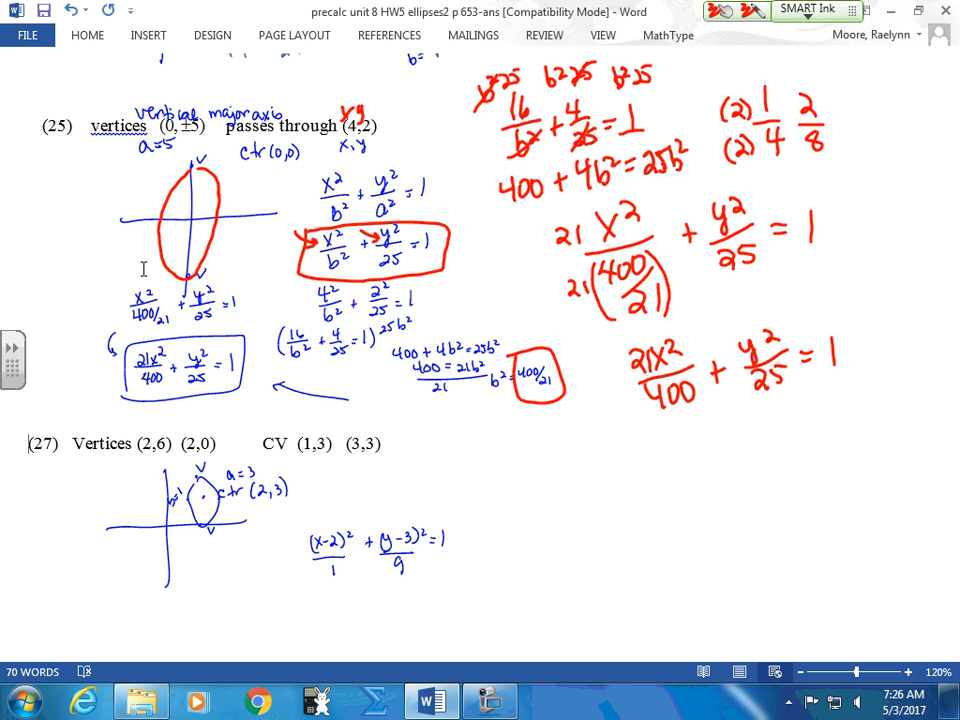 precalc unit 8 HW5 ellipses2 p 653-ans [Compatibility Mode] - Word
SMART Ink
FILE HOME INSERT DESIGN PAGE LAYOUT REFERENCES MAILINGS REVIEW VIEW MathType
Moore, Raelynn
vertical major axis
(25) vertices (0, ±5) passes through (4,2)
x y
a=5
ctr (0,0)
x, y
V
V
x²/b² + y²/a² = 1
x²/b² + y²/25 = 1
4²/b² + 2²/25 = 1
(16/b² + 4/25 = 1) 25b²
400 + 4b² = 25b²
400 = 21b²
21
b² = 400/21
x²/400/21 + y²/25 = 1
21x²/400 + y²/25 = 1
b²25 b²25 b²25
16/b² + 4/25 = 1
400 + 4b² = 25b²
(2) 1 2
(2) 4 8
21 x²/21(400/21) + y²/25 = 1
21x²/400 + y²/25 = 1
(27) Vertices (2,6) (2,0) CV (1,3) (3,3)
V
a=3
b=1
ctr (2,3)
V
(x-2)²/1 + (y-3)²/9 = 1
70 WORDS
120%
7:26 AM
5/3/2017